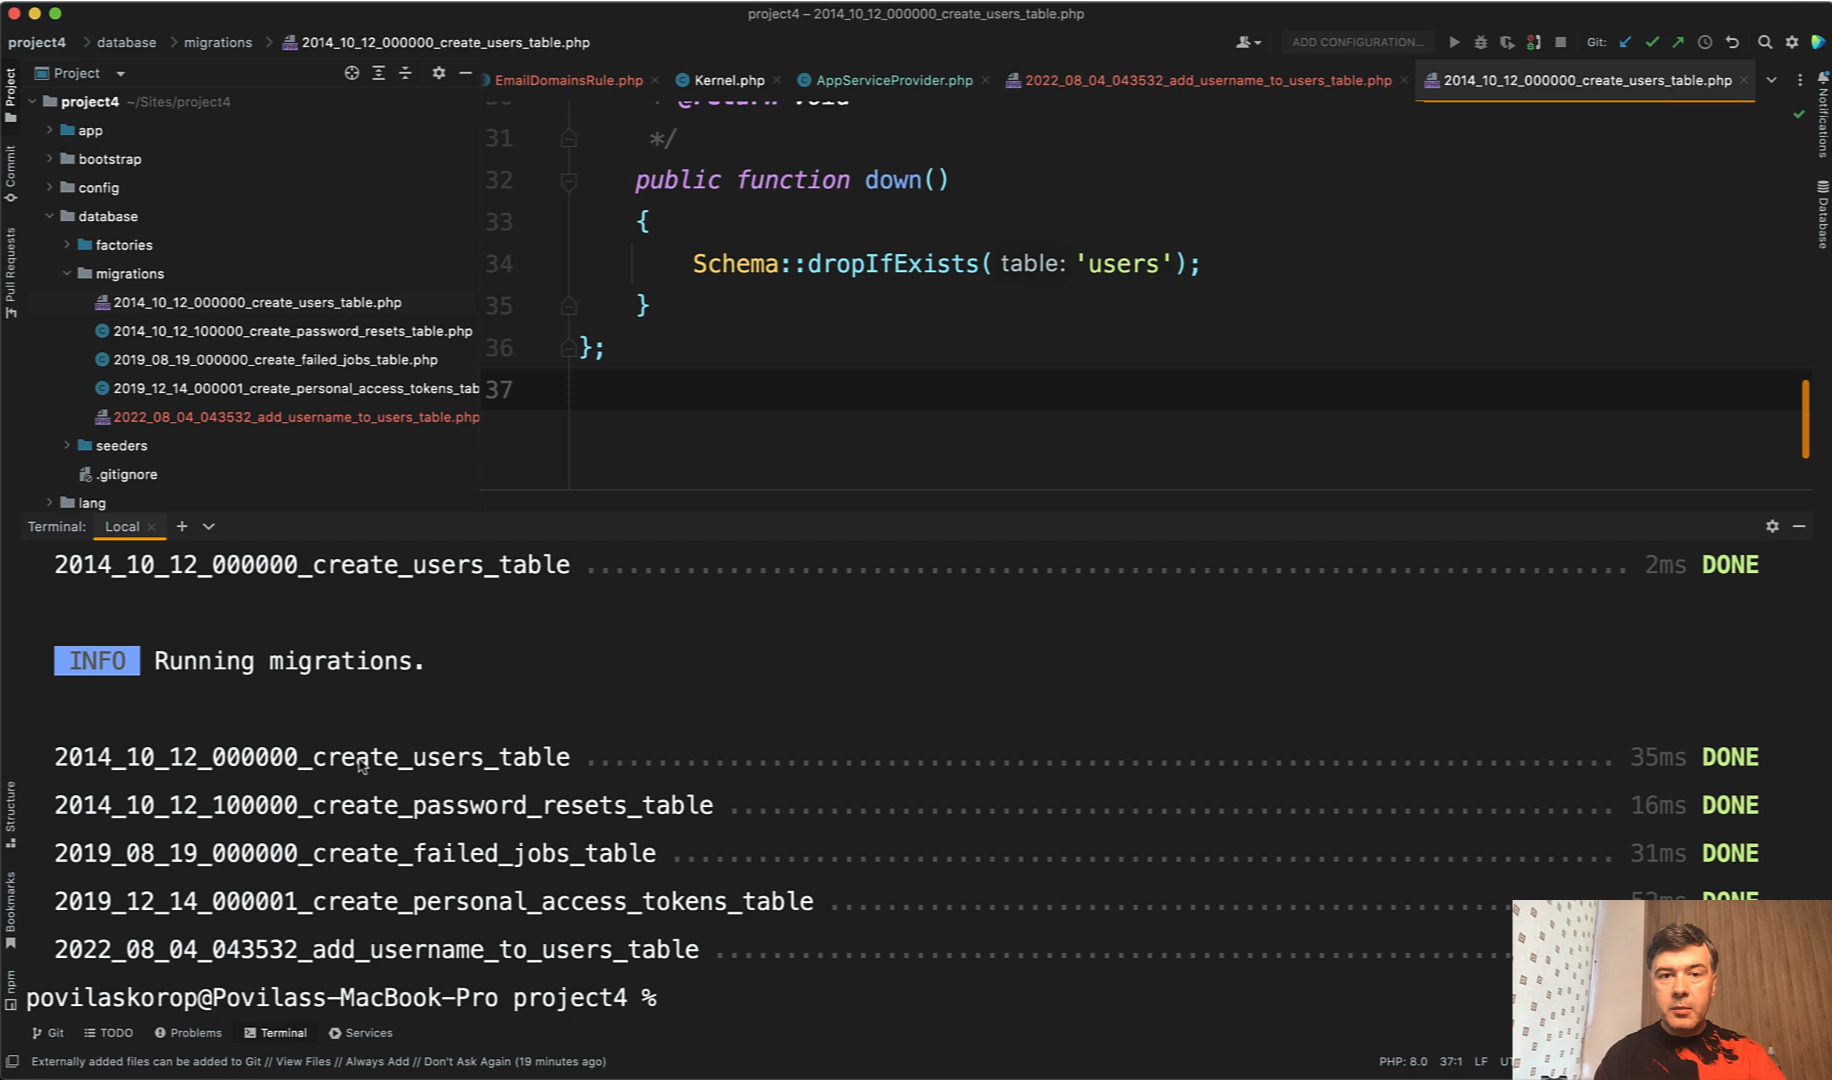 project4 – 2014_10_12_000000_create_users_table.php
project4 database migrations 2014_10_12_000000_create_users_table.php
ADD CONFIGURATION...
Git:
Project
EmailDomainsRule.php
Kernel.php
AppServiceProvider.php
2022_08_04_043532_add_username_to_users_table.php
2014_10_12_000000_create_users_table.php
Project
Commit
Pull Requests
Structure
Bookmarks
npm
Notifications
Database
project4 ~/Sites/project4
app
bootstrap
config
database
factories
migrations
2014_10_12_000000_create_users_table.php
2014_10_12_100000_create_password_resets_table.php
2019_08_19_000000_create_failed_jobs_table.php
2019_12_14_000001_create_personal_access_tokens_tab
2022_08_04_043532_add_username_to_users_table.php
seeders
.gitignore
lang
* @return void
31 */
32 public function down()
33 {
34 Schema::dropIfExists( table: 'users');
35 }
36 };
37
Terminal: Local
2014_10_12_000000_create_users_table 2ms DONE
INFO Running migrations.
2014_10_12_000000_create_users_table 35ms DONE
2014_10_12_100000_create_password_resets_table 16ms DONE
2019_08_19_000000_create_failed_jobs_table 31ms DONE
2019_12_14_000001_create_personal_access_tokens_table DONE
2022_08_04_043532_add_username_to_users_table
povilaskorop@Povilass-MacBook-Pro project4 %
Git TODO Problems Terminal Services
Externally added files can be added to Git // View Files // Always Add // Don't Ask Again (19 minutes ago)
PHP: 8.0 37:1 LF